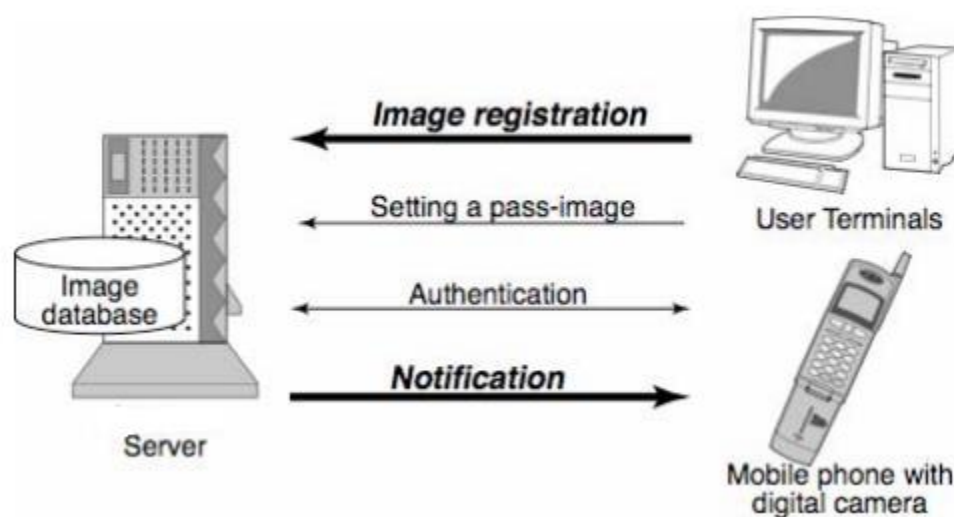 Image registration
Setting a pass-image
User Terminals
Image
database
Authentication
Notification
Server
Mobile phone with
digital camera